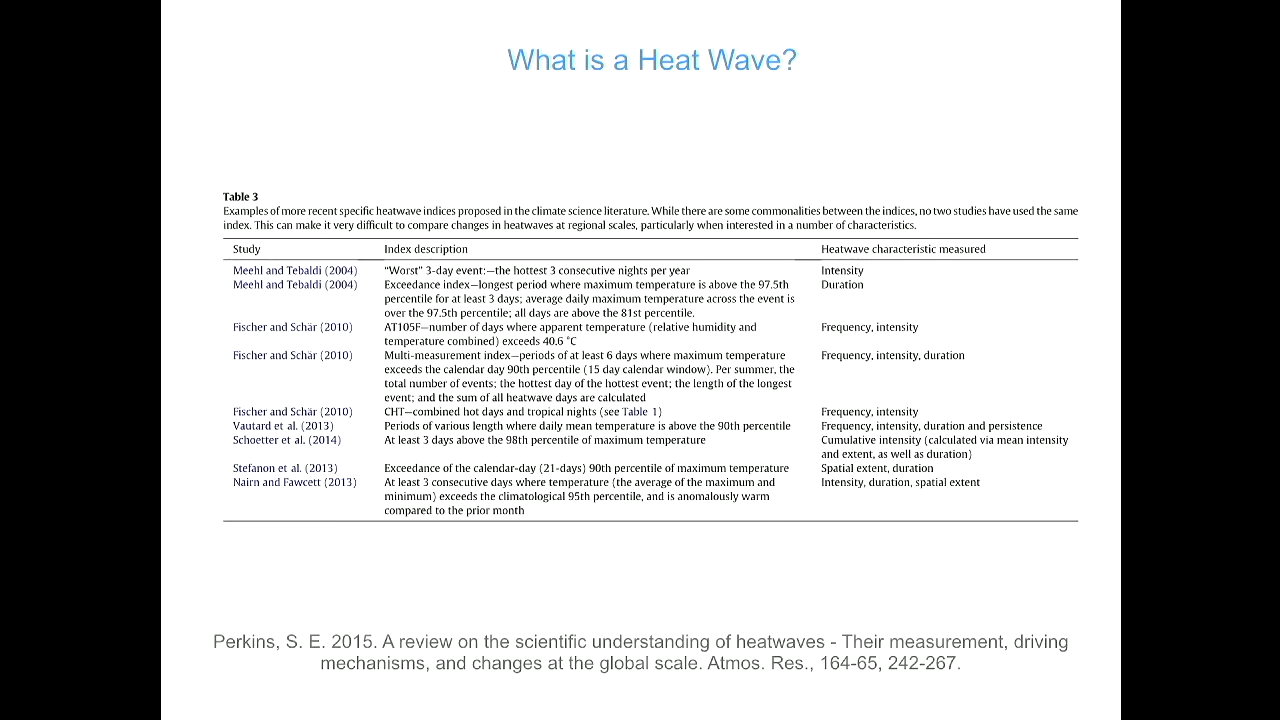 What is a Heat Wave?
Table 3
Examples of more recent specific heatwave indices proposed in the climate science literature. While there are some commonalities between the indices, no two studies have used the same
index. This can make it very difficult to compare changes in heatwaves at regional scales, particularly when interested in a number of characteristics.
Study Index description Heatwave characteristic measured
Meehl and Tebaldi (2004) “Worst” 3-day event:—the hottest 3 consecutive nights per year Intensity
Meehl and Tebaldi (2004) Exceedance index—longest period where maximum temperature is above the 97.5th Duration
percentile for at least 3 days; average daily maximum temperature across the event is
over the 97.5th percentile; all days are above the 81st percentile.
Fischer and Schär (2010) AT105F—number of days where apparent temperature (relative humidity and Frequency, intensity
temperature combined) exceeds 40.6 °C
Fischer and Schär (2010) Multi-measurement index—periods of at least 6 days where maximum temperature Frequency, intensity, duration
exceeds the calendar day 90th percentile (15 day calendar window). Per summer, the
total number of events; the hottest day of the hottest event; the length of the longest
event; and the sum of all heatwave days are calculated
Fischer and Schär (2010) CHT—combined hot days and tropical nights (see Table 1) Frequency, intensity
Vautard et al. (2013) Periods of various length where daily mean temperature is above the 90th percentile Frequency, intensity, duration and persistence
Schoetter et al. (2014) At least 3 days above the 98th percentile of maximum temperature Cumulative intensity (calculated via mean intensity
and extent, as well as duration)
Stefanon et al. (2013) Exceedance of the calendar-day (21-days) 90th percentile of maximum temperature Spatial extent, duration
Nairn and Fawcett (2013) At least 3 consecutive days where temperature (the average of the maximum and Intensity, duration, spatial extent
minimum) exceeds the climatological 95th percentile, and is anomalously warm
compared to the prior month
Perkins, S. E. 2015. A review on the scientific understanding of heatwaves - Their measurement, driving
mechanisms, and changes at the global scale. Atmos. Res., 164-65, 242-267.